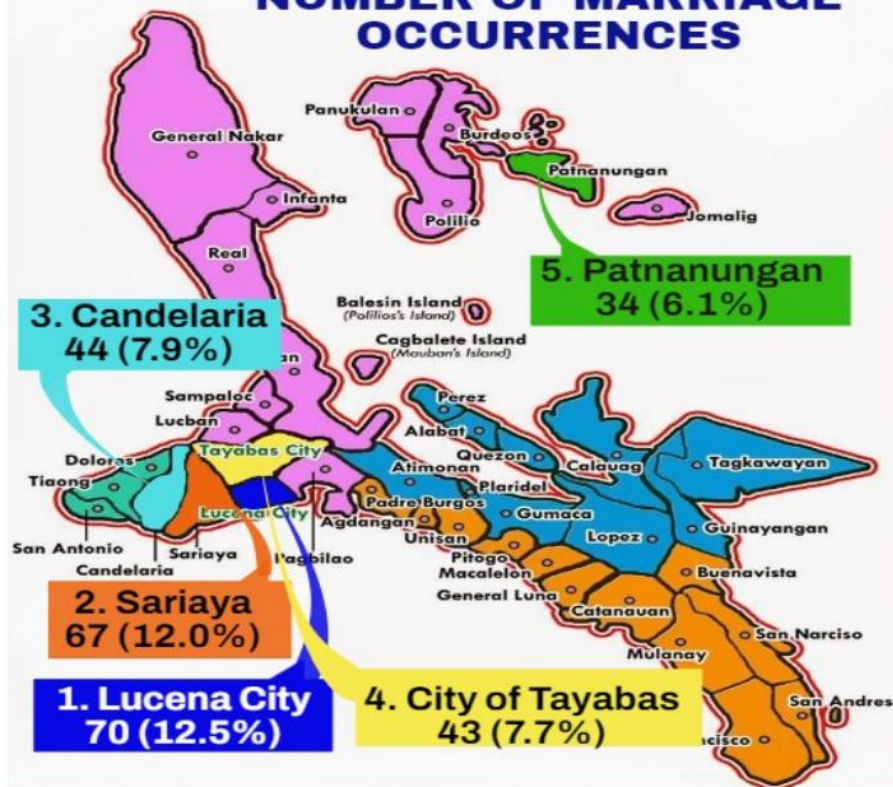 NUMBER OF MARRIAGE
OCCURRENCES
General Nakar
Infanta
Real
Panukulan
Burdeos
Patnanungan
Polilio
Jomalig
5. Patnanungan
34 (6.1%)
Balesin Island
(Polilios's Island)
Cagbalete Island
(Mauban's Island)
3. Candelaria
44 (7.9%)
an
Sampaloc
Lucban
Tayabas City
Dolores
Tiaong
San Antonio
Candelaria
Sariaya
Lucena City
Pagbilao
Perez
Alabat
Quezon
Calauag
Tagkawayan
Atimonan
Plaridel
Padre Burgos
Gumaca
Agdangan
Unisan
Lopez
Guinayangan
Pitogo
Macalelon
Buenavista
General Luna
Catanauan
San Narciso
Mulanay
San Andres
ncisco
2. Sariaya
67 (12.0%)
1. Lucena City
70 (12.5%)
4. City of Tayabas
43 (7.7%)